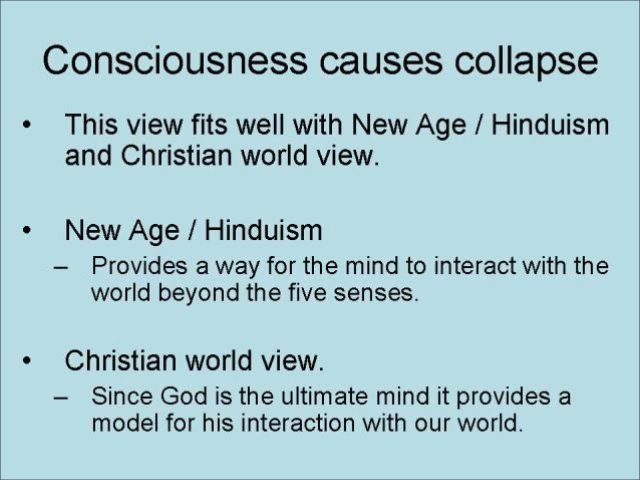 Consciousness causes collapse
• This view fits well with New Age / Hinduism
and Christian world view.
• New Age / Hinduism
– Provides a way for the mind to interact with the
world beyond the five senses.
• Christian world view.
– Since God is the ultimate mind it provides a
model for his interaction with our world.